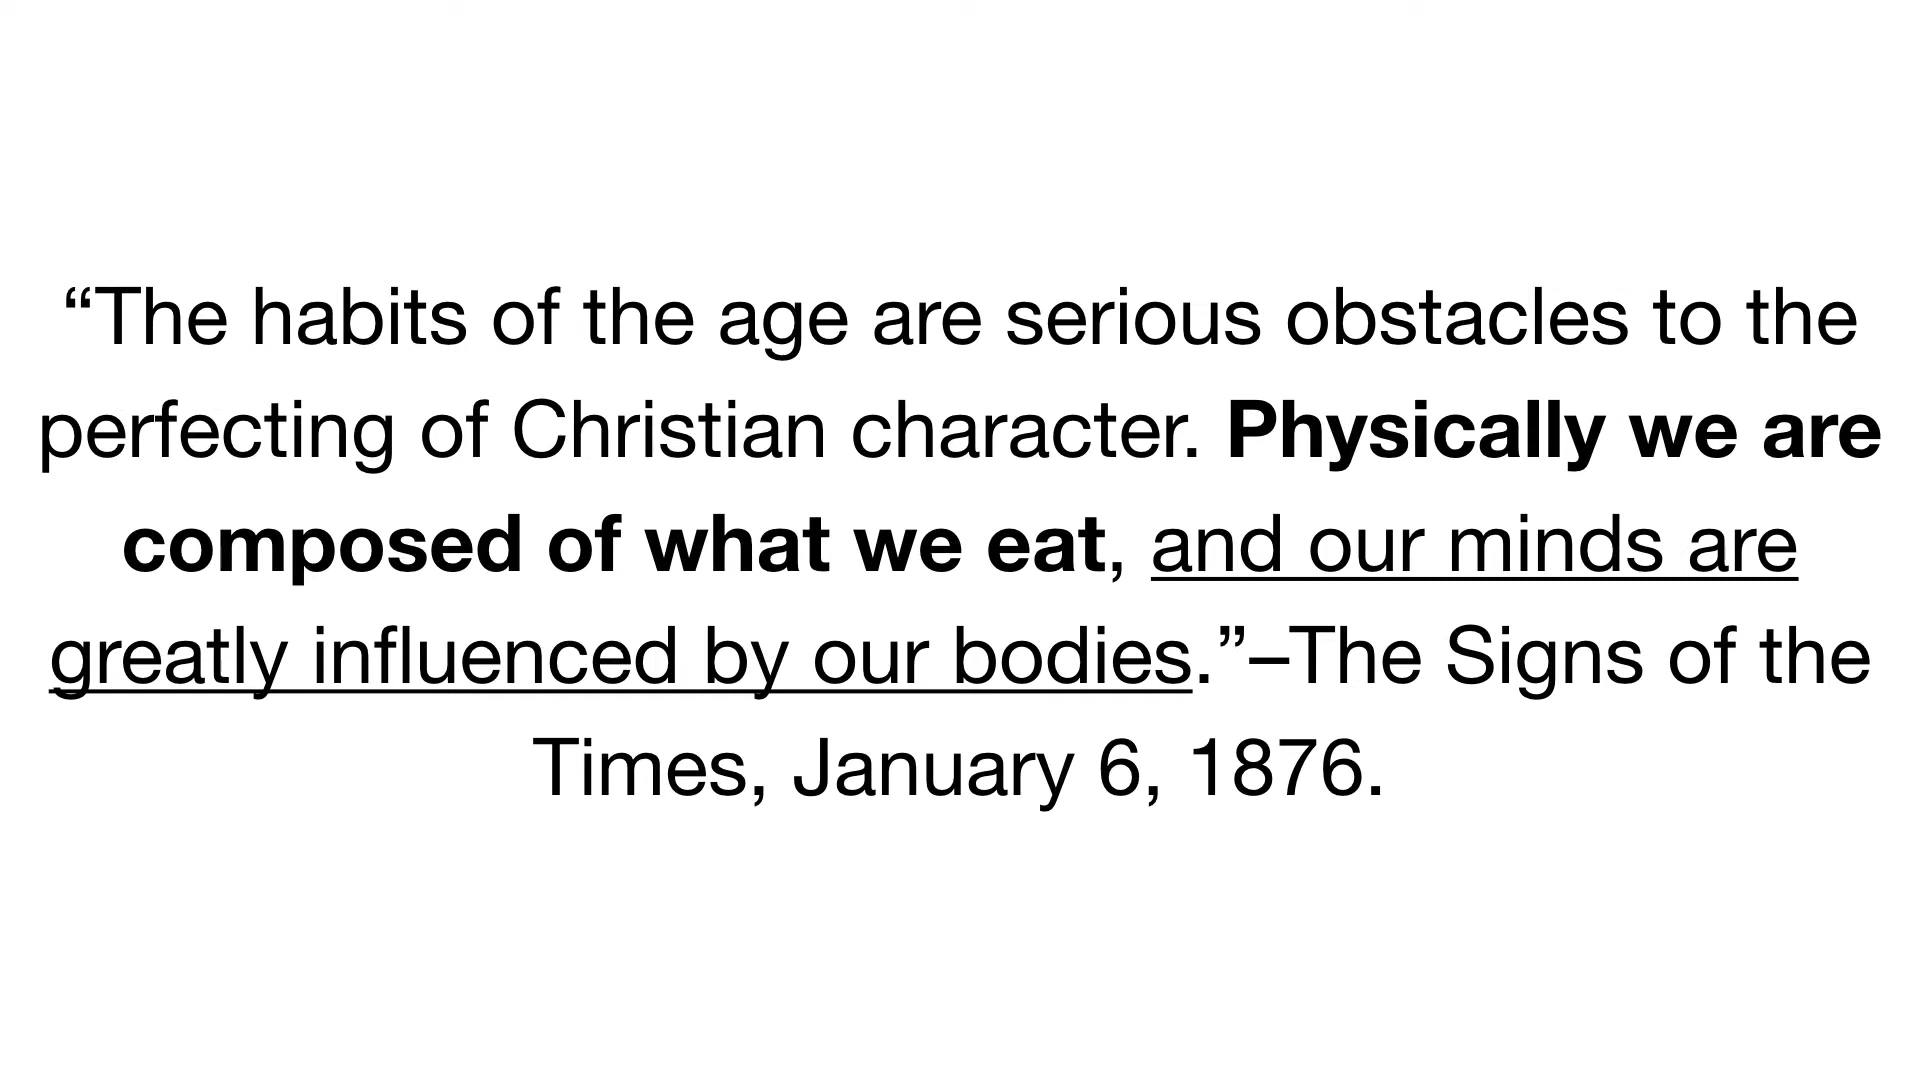 “The habits of the age are serious obstacles to the
perfecting of Christian character. Physically we are
composed of what we eat, and our minds are
greatly influenced by our bodies.”–The Signs of the
Times, January 6, 1876.